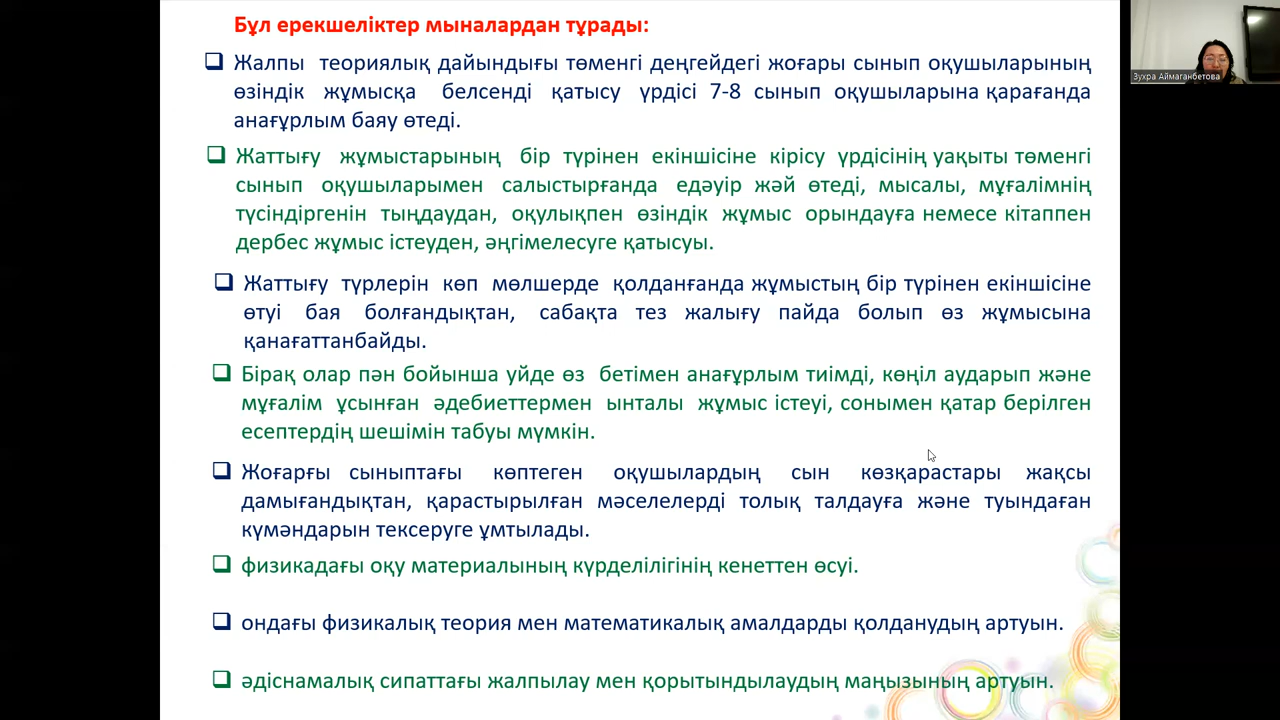 Бұл ерекшеліктер мыналардан тұрады:
Жалпы теориялық дайындығы төменгі деңгейдегі жоғары сынып оқушыларының
өзіндік жұмысқа белсенді қатысу үрдісі 7-8 сынып оқушыларына қарағанда
анағұрлым баяу өтеді.
Жаттығу жұмыстарының бір түрінен екіншісіне кірісу үрдісінің уақыты төменгі
сынып оқушыларымен салыстырғанда едәуір жәй өтеді, мысалы, мұғалімнің
түсіндіргенін тыңдаудан, оқулықпен өзіндік жұмыс орындауға немесе кітаппен
дербес жұмыс істеуден, әңгімелесуге қатысуы.
Жаттығу түрлерін көп мөлшерде қолданғанда жұмыстың бір түрінен екіншісіне
өтуі бая болғандықтан, сабақта тез жалығу пайда болып өз жұмысына
қанағаттанбайды.
Бірақ олар пән бойынша уйде өз бетімен анағұрлым тиімді, көңіл аударып және
мұғалім ұсынған әдебиеттермен ынталы жұмыс істеуі, сонымен қатар берілген
есептердің шешімін табуы мүмкін.
Жоғарғы сыныптағы көптеген оқушылардың сын көзқарастары жақсы
дамығандықтан, қарастырылған мәселелерді толық талдауға және туындаған
күмәндарын тексеруге ұмтылады.
физикадағы оқу материалының күрделілігінің кенеттен өсуі.
ондағы физикалық теория мен математикалық амалдарды қолданудың артуын.
әдіснамалық сипаттағы жалпылау мен қорытындылаудың маңызының артуын.
Зухра Аймаганбетова